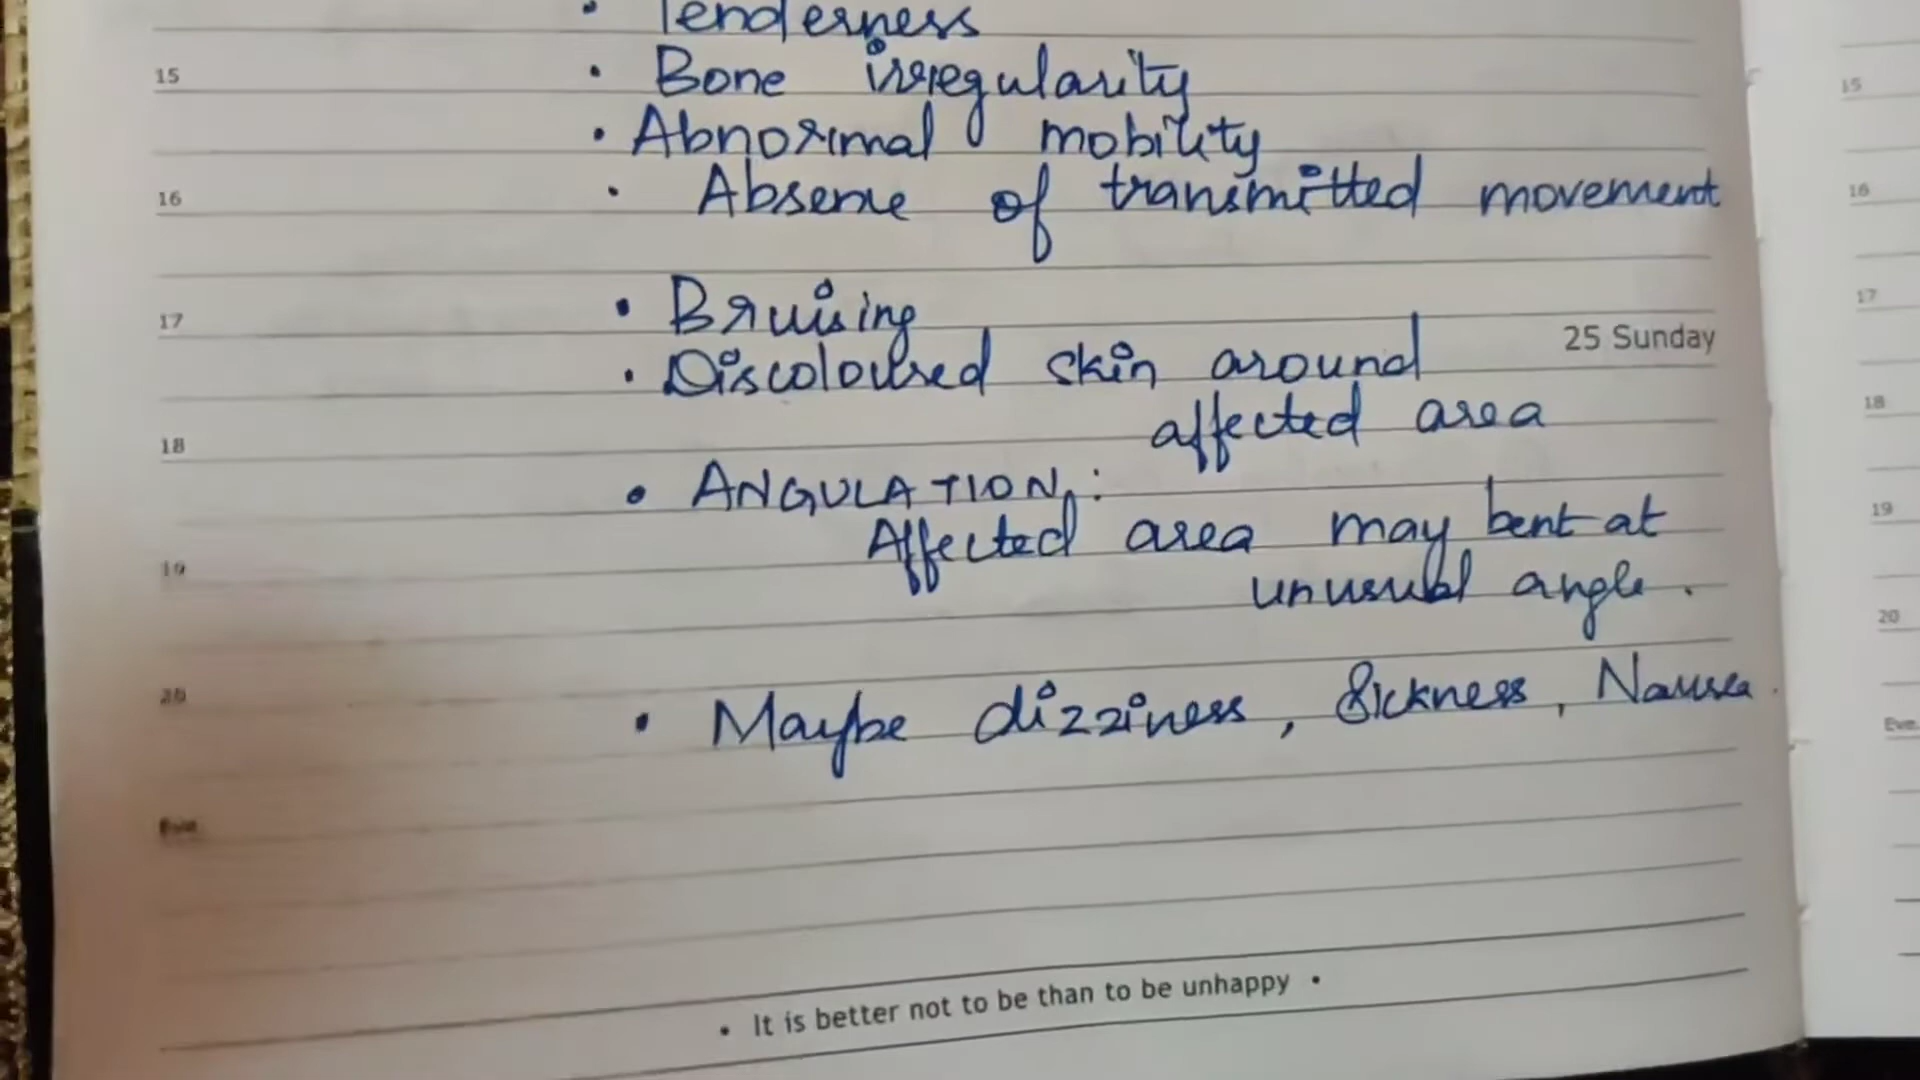 • Tenderness
15
• Bone irregularity
• Abnormal mobility
16
• Absence of transmitted movement
• Bruising
17
25 Sunday
• Discoloured skin around
affected area
18
• ANGULATION :
Affected area may bent at
19
unusual angle .
20
• Maybe dizziness , Sickness , Nausea .
Eve.
• It is better not to be than to be unhappy •
15
16
17
18
19
20
Eve.